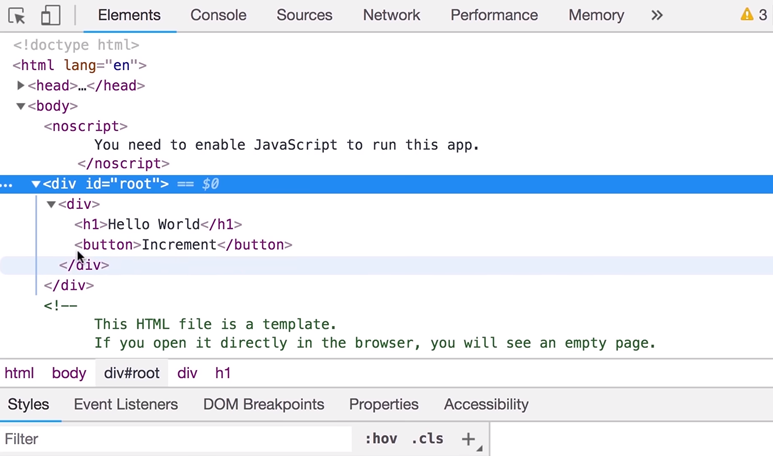 Elements Console Sources Network Performance Memory » 3
<!doctype html>
<html lang="en">
<head>…</head>
<body>
<noscript>
You need to enable JavaScript to run this app.
</noscript>
… <div id="root"> == $0
<div>
<h1>Hello World</h1>
<button>Increment</button>
</div>
</div>
<!--
This HTML file is a template.
If you open it directly in the browser, you will see an empty page.
html body div#root div h1
Styles Event Listeners DOM Breakpoints Properties Accessibility
Filter :hov .cls +